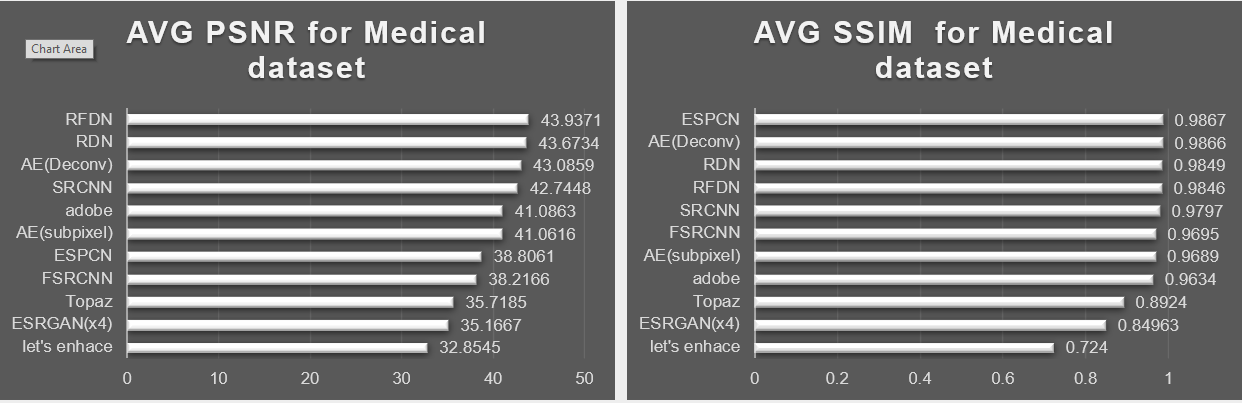 AVG PSNR for Medical
dataset
Chart Area
RFDN 43.9371
RDN 43.6734
AE(Deconv) 43.0859
SRCNN 42.7448
adobe 41.0863
AE(subpixel) 41.0616
ESPCN 38.8061
FSRCNN 38.2166
Topaz 35.7185
ESRGAN(x4) 35.1667
let's enhace 32.8545
0 10 20 30 40 50
AVG SSIM for Medical
dataset
ESPCN 0.9867
AE(Deconv) 0.9866
RDN 0.9849
RFDN 0.9846
SRCNN 0.9797
FSRCNN 0.9695
AE(subpixel) 0.9689
adobe 0.9634
Topaz 0.8924
ESRGAN(x4) 0.84963
let's enhace 0.724
0 0.2 0.4 0.6 0.8 1